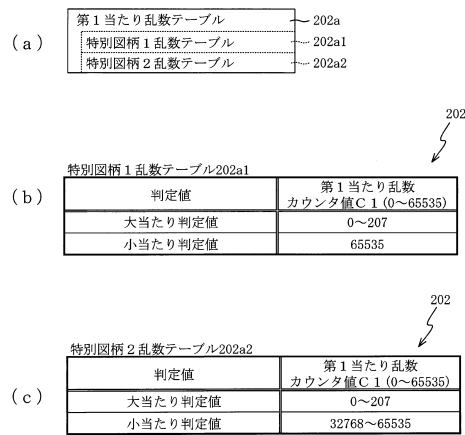 (a)
第1当たり乱数テーブル 202a
特別図柄1乱数テーブル 202a1
特別図柄2乱数テーブル 202a2
202
(b)
特別図柄1乱数テーブル202a1
判定値 第1当たり乱数
カウンタ値C1(0~65535)
大当たり判定値 0~207
小当たり判定値 65535
202
(c)
特別図柄2乱数テーブル202a2
判定値 第1当たり乱数
カウンタ値C1(0~65535)
大当たり判定値 0~207
小当たり判定値 32768~65535